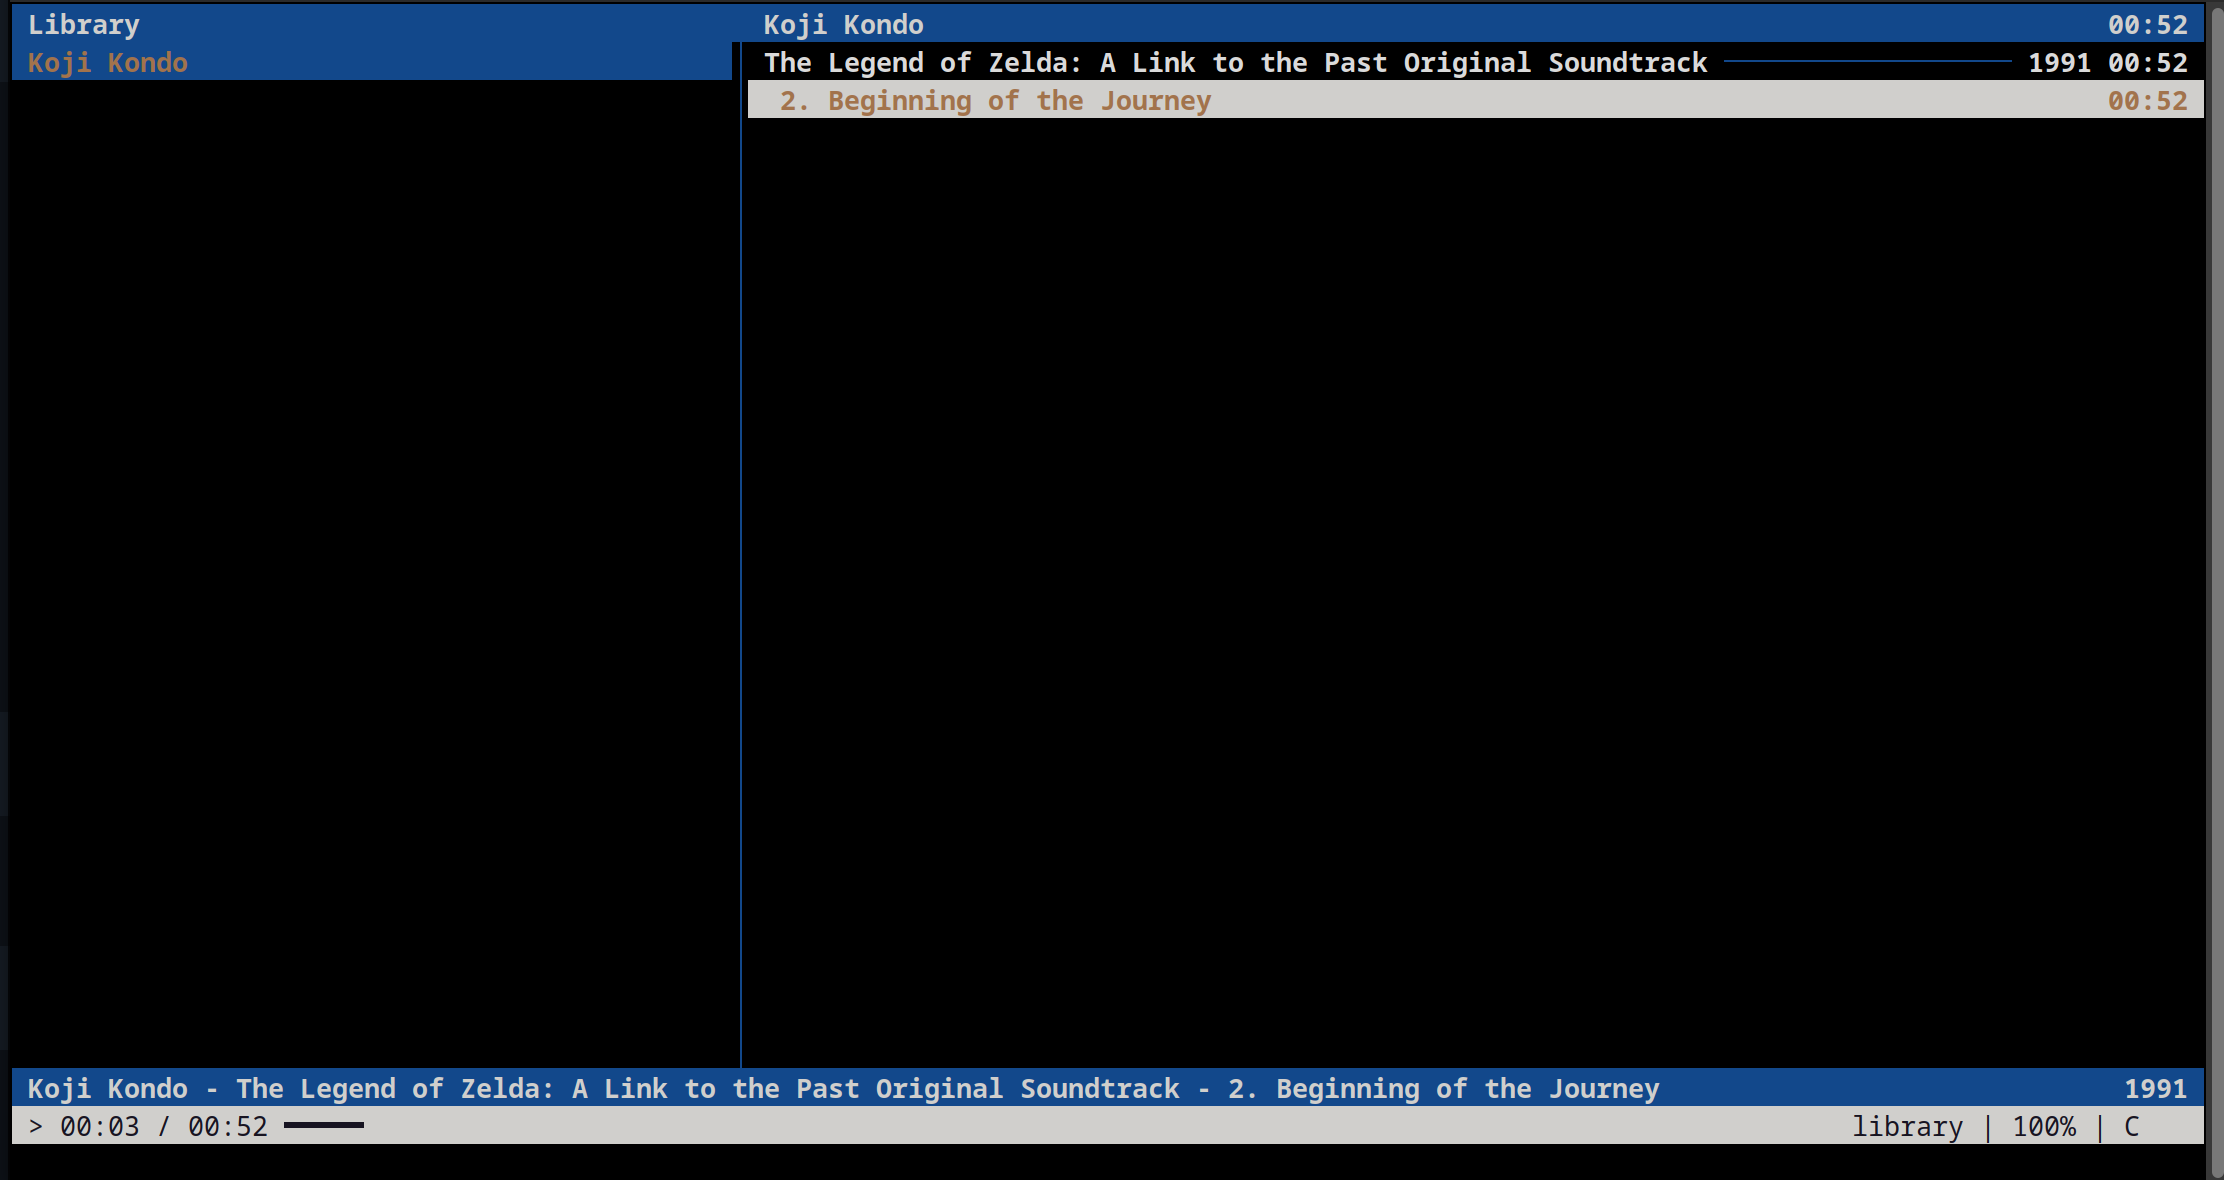 Library Koji Kondo 00:52
Koji Kondo The Legend of Zelda: A Link to the Past Original Soundtrack 1991 00:52
2. Beginning of the Journey 00:52
Koji Kondo - The Legend of Zelda: A Link to the Past Original Soundtrack - 2. Beginning of the Journey 1991
> 00:03 / 00:52 library | 100% | C